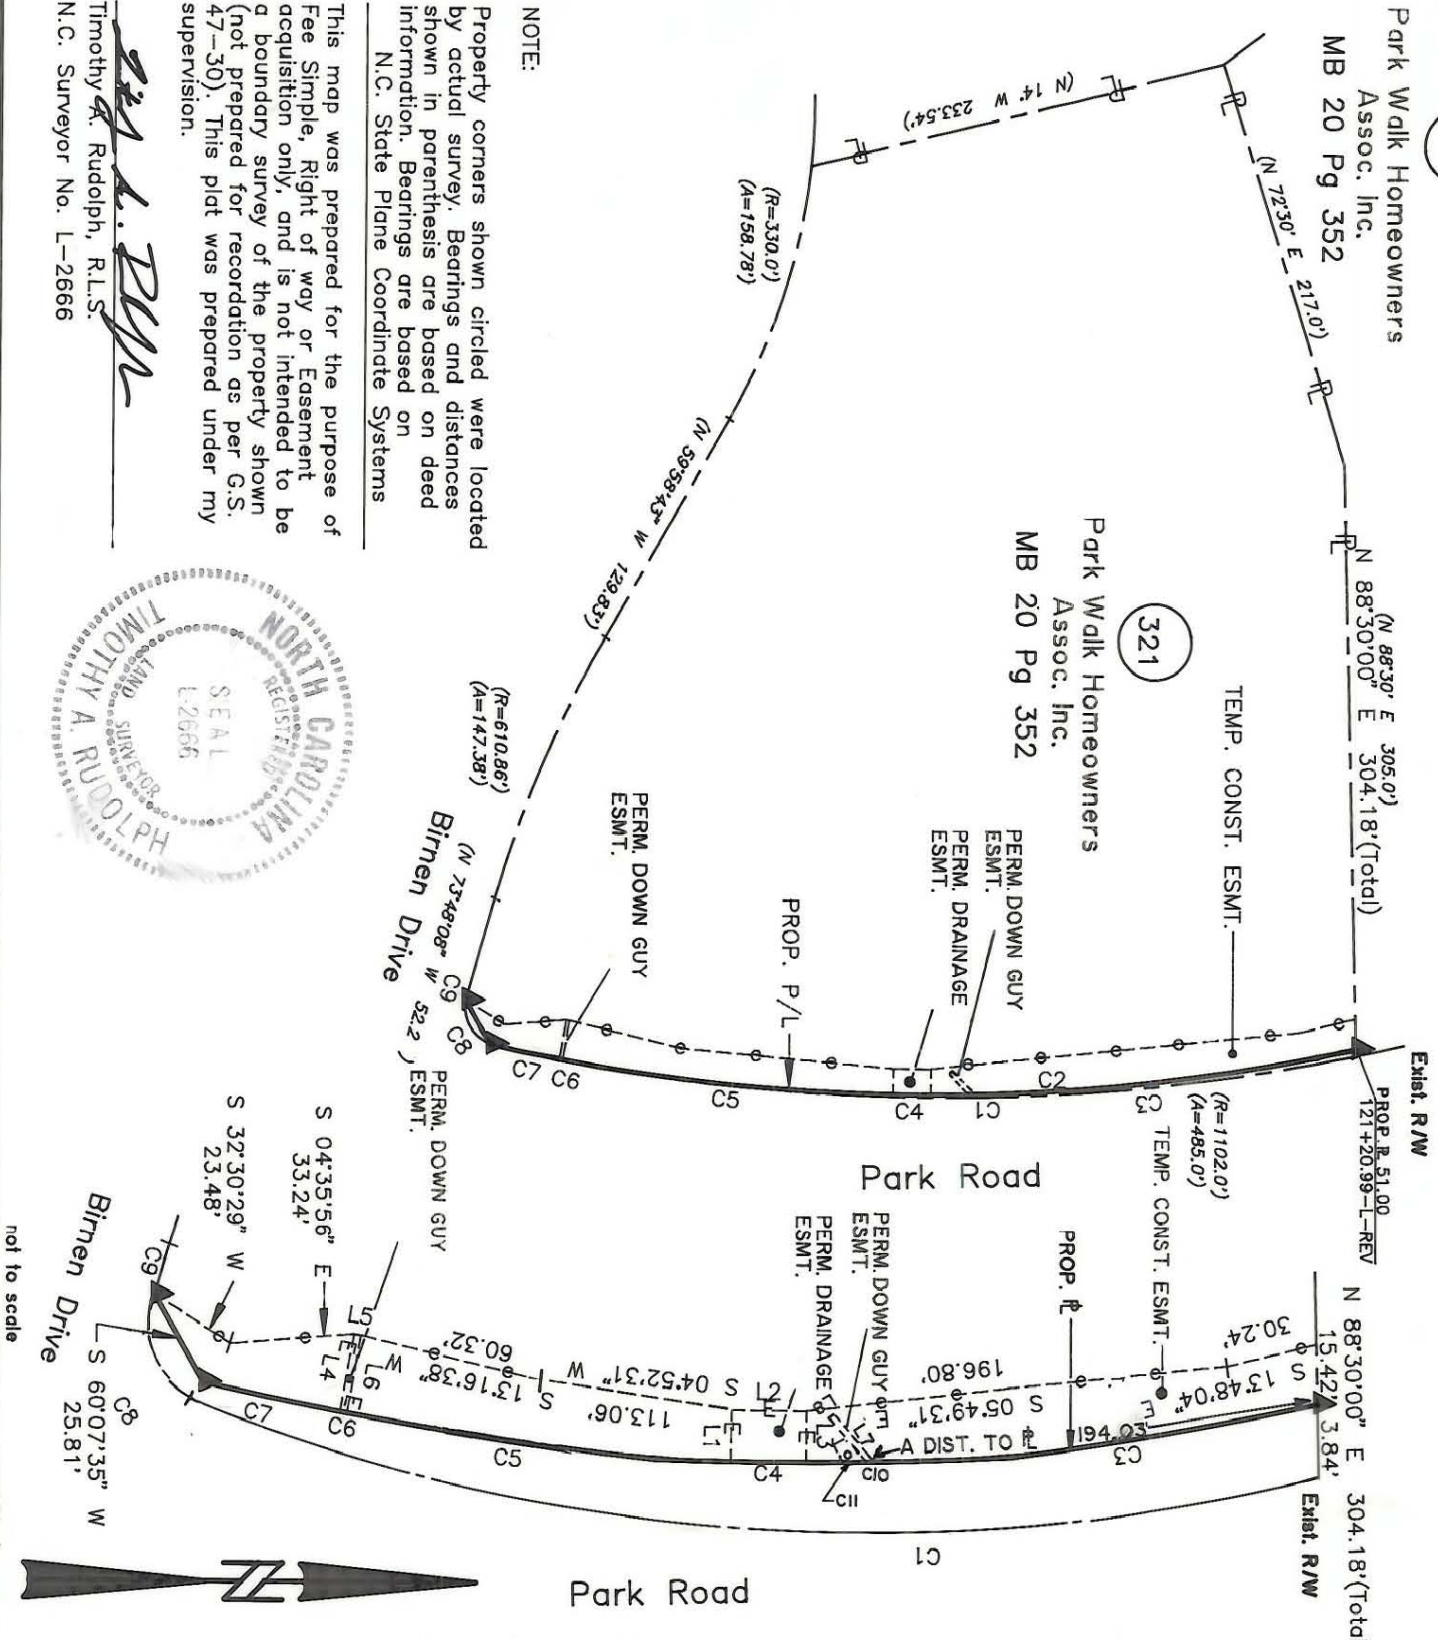 Park Walk Homeowners
Assoc. Inc.
MB 20 Pg 352
(N 14° W 233.54')
(N 72°30' E 217.0')
(N 88°30' E 305.0')
N 88°30'00" E 304.18'(Total)
(R=330.0')
(A=158.78')
(N 59°58'43" W 129.83')
321
Park Walk Homeowners
Assoc. Inc.
MB 20 Pg 352
TEMP. CONST. ESMT.
PERM. DOWN GUY
ESMT.
PERM. DRAINAGE
ESMT.
PROP. P/L
PERM. DOWN GUY
ESMT.
(R=610.86')
(A=147.38')
(N 73°48'08" W 52.2')
Birnen Drive
C9
C8
C7
C6
C5
C4
C1
C2
C3
(R=1102.0')
(A=485.0')
Exist. R/W
PROP. PL 51.00
121+20.99-L-REV
Park Road
NOTE:
Property corners shown circled were located
by actual survey. Bearings and distances
shown in parenthesis are based on deed
information. Bearings are based on
N.C. State Plane Coordinate Systems
This map was prepared for the purpose of
Fee Simple, Right of way or Easement
acquisition only, and is not intended to be
a boundary survey of the property shown
(not prepared for recordation as per G.S.
47-30). This plat was prepared under my
supervision.
Timothy A. Rudolph, R.L.S.
N.C. Surveyor No. L-2666
NORTH CAROLINA
REGISTERED
SEAL
L-2666
LAND SURVEYOR
TIMOTHY A. RUDOLPH
N 88°30'00" E 304.18'(Tota
15.42' 3.84'
Exist. R/W
30.24'
S 13°48'04" E
TEMP. CONST. ESMT.
PROP. PL
194.03'
A DIST. TO PL
196.80'
S 05°49'31" E
PERM. DOWN GUY
ESMT.
PERM. DRAINAGE
ESMT.
L7
L3
L2
L1
C10
C11
C3
C4
C5
C6
C7
C8
C9
C1
113.06'
S 04°52'31" W
60.32'
S 13°16'38" W
L5
L6
L4
PERM. DOWN GUY
ESMT.
S 04°35'56" E
33.24'
S 32°30'29" W
23.48'
S 60°07'35" W
25.81'
Birnen Drive
Park Road
N
not to scale